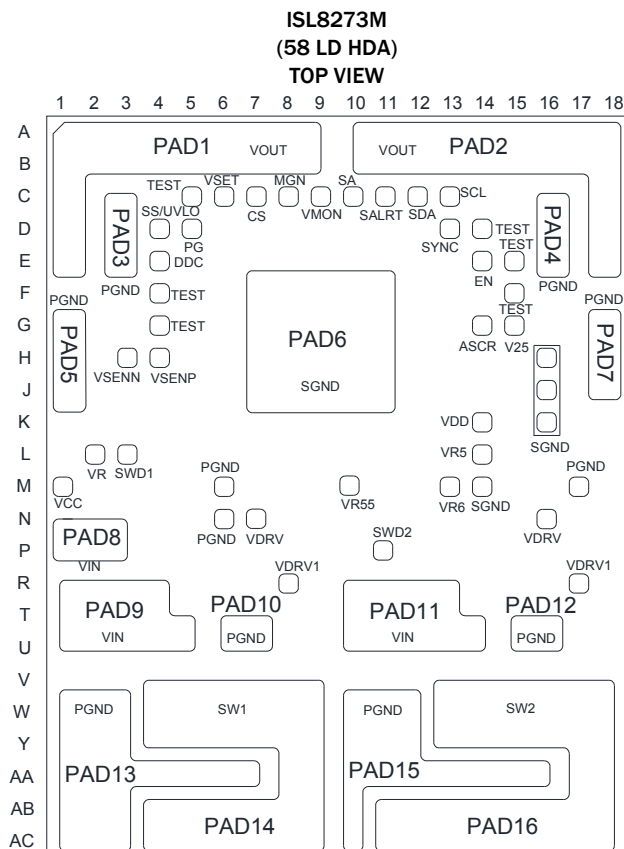 ISL8273M
(58 LD HDA)
TOP VIEW
1 2 3 4 5 6 7 8 9 10 11 12 13 14 15 16 17 18
A
PAD1 VOUT VOUT PAD2
B
TEST VSET MGN SA
C SCL
CS VMON SALRT SDA
PAD3 SS/UVLO PAD4
D TEST
PG SYNC TEST
E DDC
EN
PGND PGND PGND PGND
F TEST
TEST
G TEST
PAD5 PAD6 ASCR V25 PAD7
H
VSENN VSENP
J SGND
K VDD
SGND
L VR5
VR SWD1 PGND PGND
M
VCC VR55 VR6 SGND
N
PAD8 PGND VDRV SWD2 VDRV
P
VIN VDRV1 VDRV1
R
PAD9 PAD10 PAD11 PAD12
T
VIN PGND VIN PGND
U
V
W PGND SW1 PGND SW2
Y
AA PAD13 PAD15
AB
PAD14 PAD16
AC